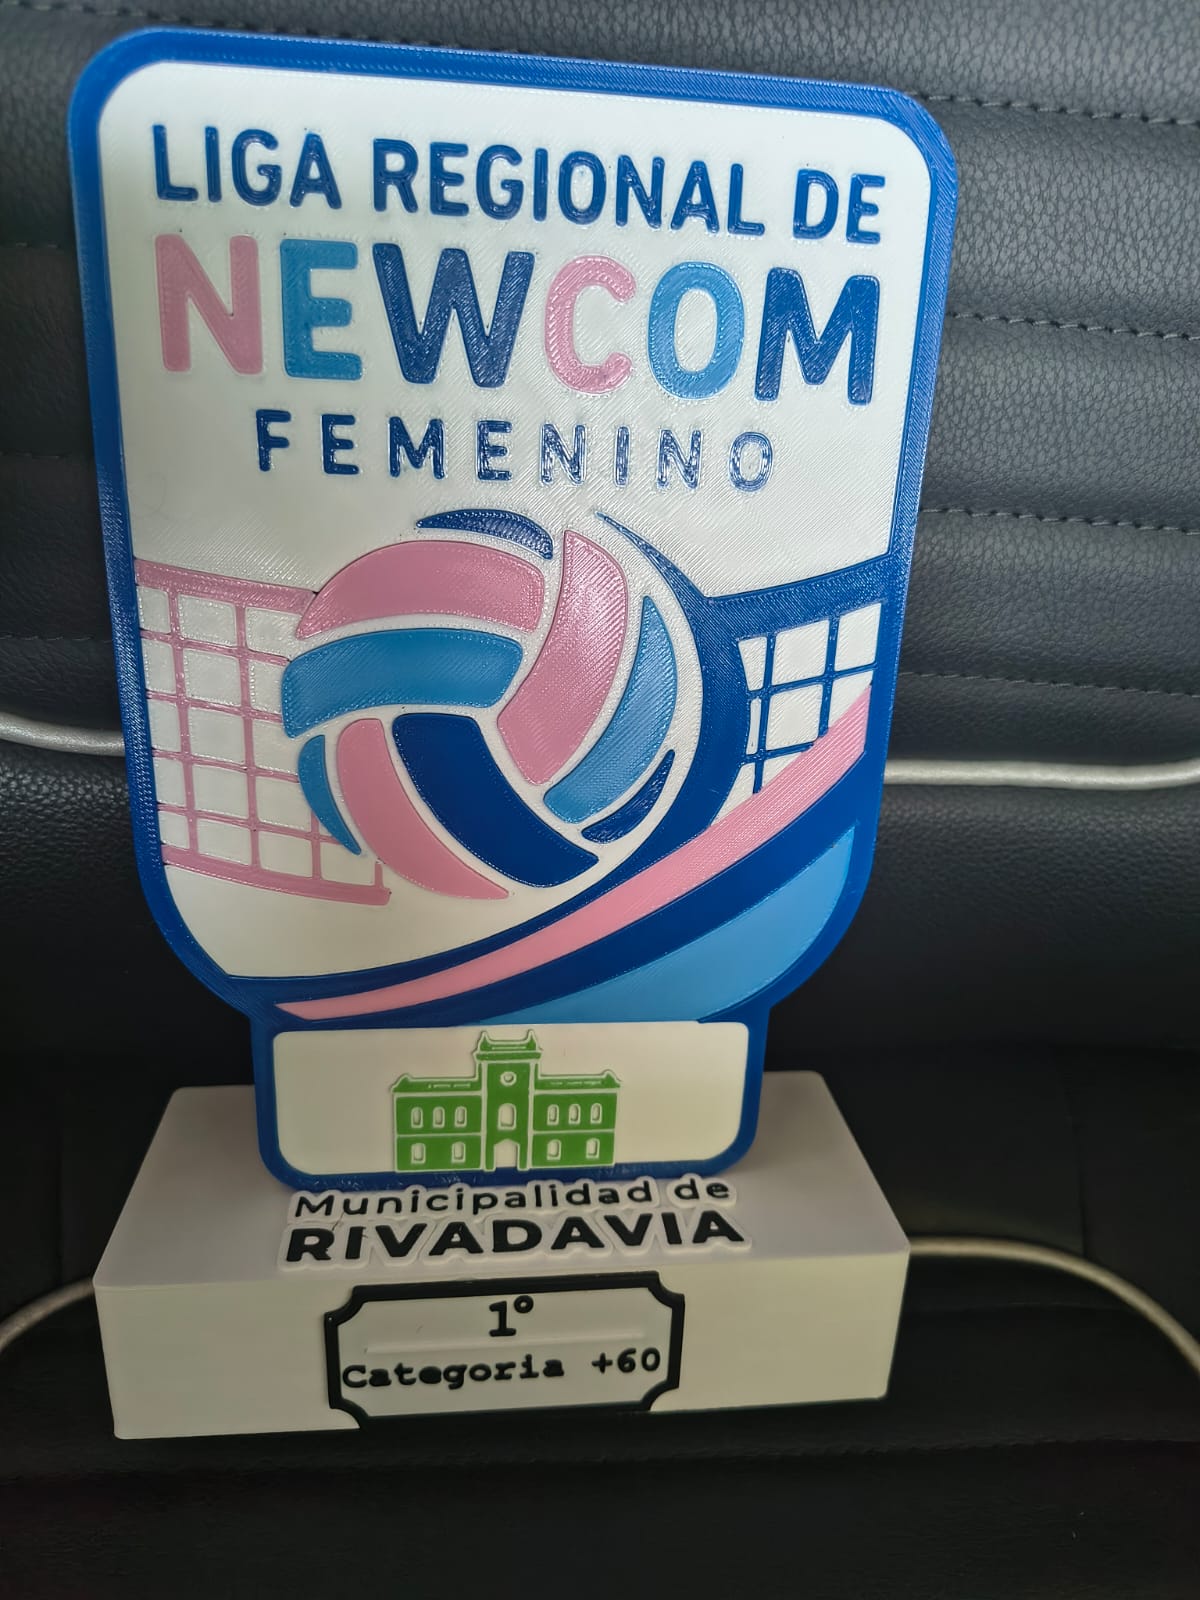 LIGA REGIONAL DE
NEWCOM
FEMENINO
Municipalidad de
RIVADAVIA
1°
Categoria +60